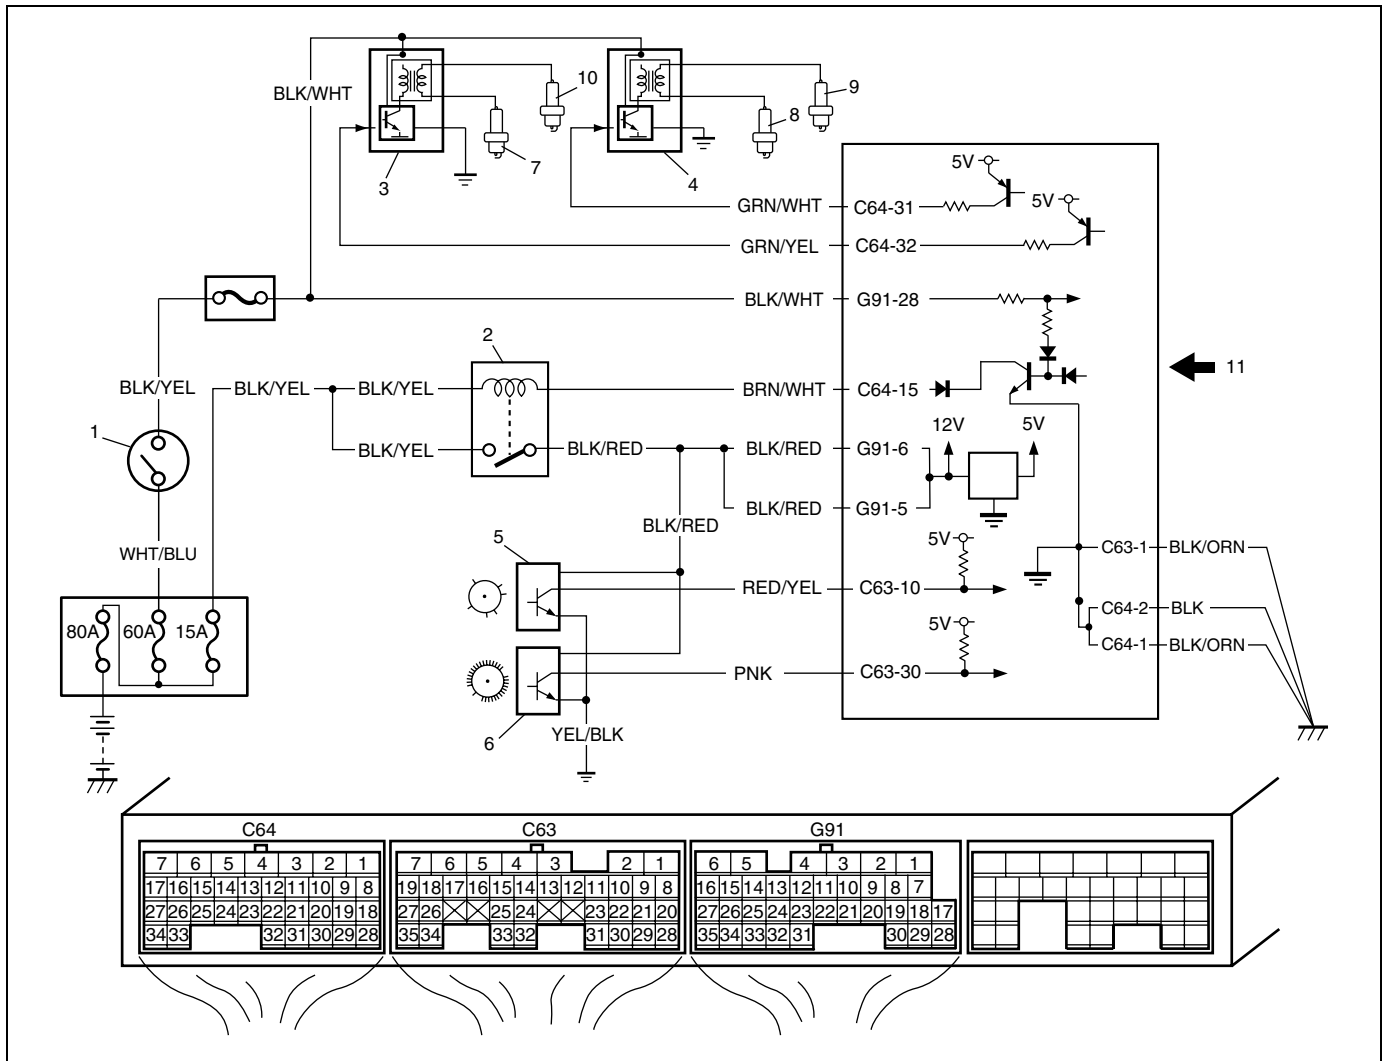 BLK/WHT
10
9
8
7
3
4
5V
5V
GRN/WHT C64-31
GRN/YEL C64-32
BLK/WHT G91-28
2
11
BLK/YEL BLK/YEL BLK/YEL BRN/WHT C64-15
1
12V 5V
BLK/YEL BLK/RED BLK/RED G91-6
BLK/RED G91-5
BLK/RED
WHT/BLU
5
5V
C63-1 BLK/ORN
RED/YEL C63-10
C64-2 BLK
80A 60A 15A
5V
C64-1 BLK/ORN
PNK C63-30
6
YEL/BLK
C64 C63 G91
7 6 5 4 3 2 1 7 6 5 4 3 2 1 6 5 4 3 2 1
17 16 15 14 13 12 11 10 9 8 19 18 17 16 15 14 13 12 11 10 9 8 16 15 14 13 12 11 10 9 8 7
27 26 25 24 23 22 21 20 19 18 27 26 25 24 23 22 21 20 27 26 25 24 23 22 21 20 19 18 17
34 33 32 31 30 29 28 35 34 33 32 31 30 29 28 35 34 33 32 31 30 29 28